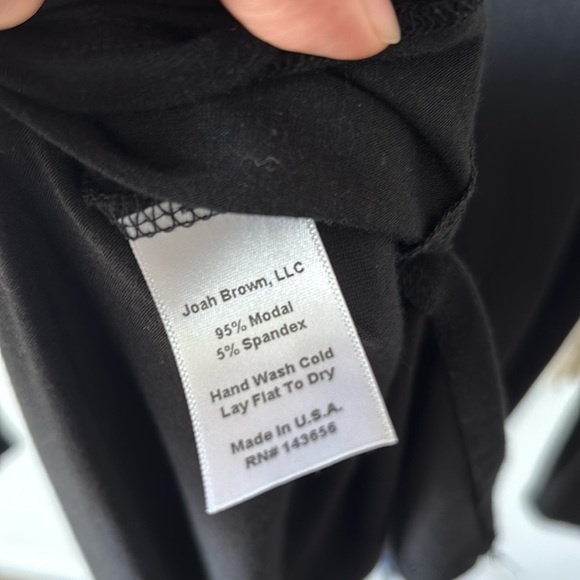 Joah Brown, LLC
95% Modal
5% Spandex
Hand Wash Cold
Lay Flat To Dry
Made in U.S.A.
RN# 143656